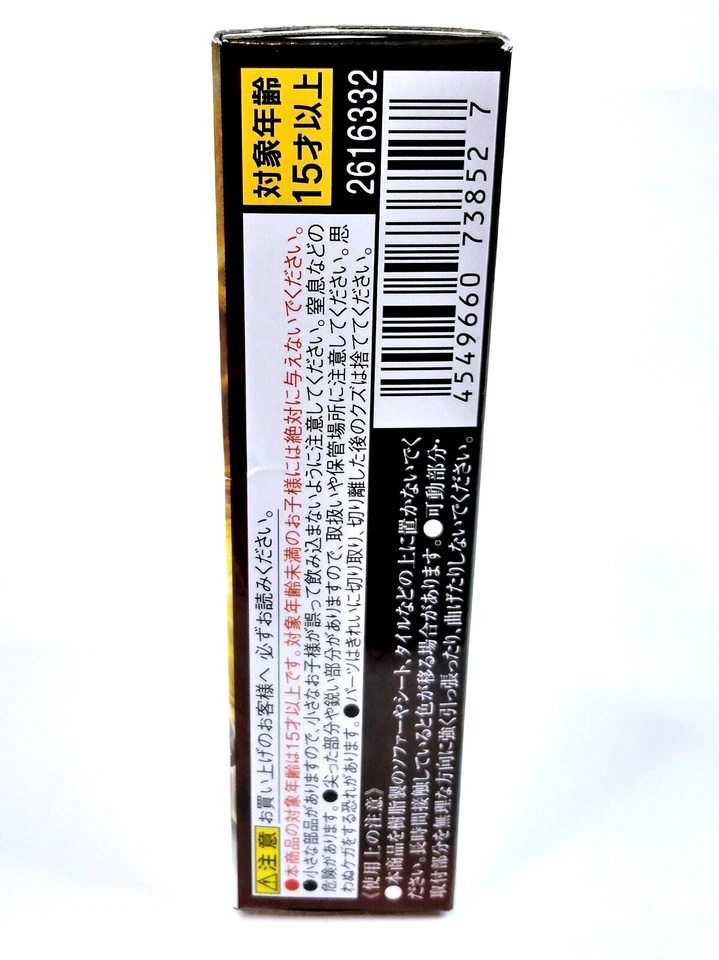 ⚠注意 お買い上げのお客様へ 必ずお読みください。
●本商品の対象年齢は15才以上です。対象年齢未満のお子様には絶対に与えないでください。
●小さな部品がありますので、小さなお子様が誤って飲み込まないように注意してください。窒息などの
危険があります。●尖った部分や鋭い部分がありますので、取扱いや保管場所に注意してください。思
わぬケガをする恐れがあります。●パーツはきれいに切り取り、切り離した後のクズは捨ててください。
対象年齢
15才以上
2616332
4549660 73852 7
《使用上の注意》
●本商品を樹脂製のソファーやシート、タイルなどの上に置かないでく
ださい。長時間接触していると色が移る場合があります。●可動部分・
取付部分を無理な方向に強く引っ張ったり、曲げたりしないでください。